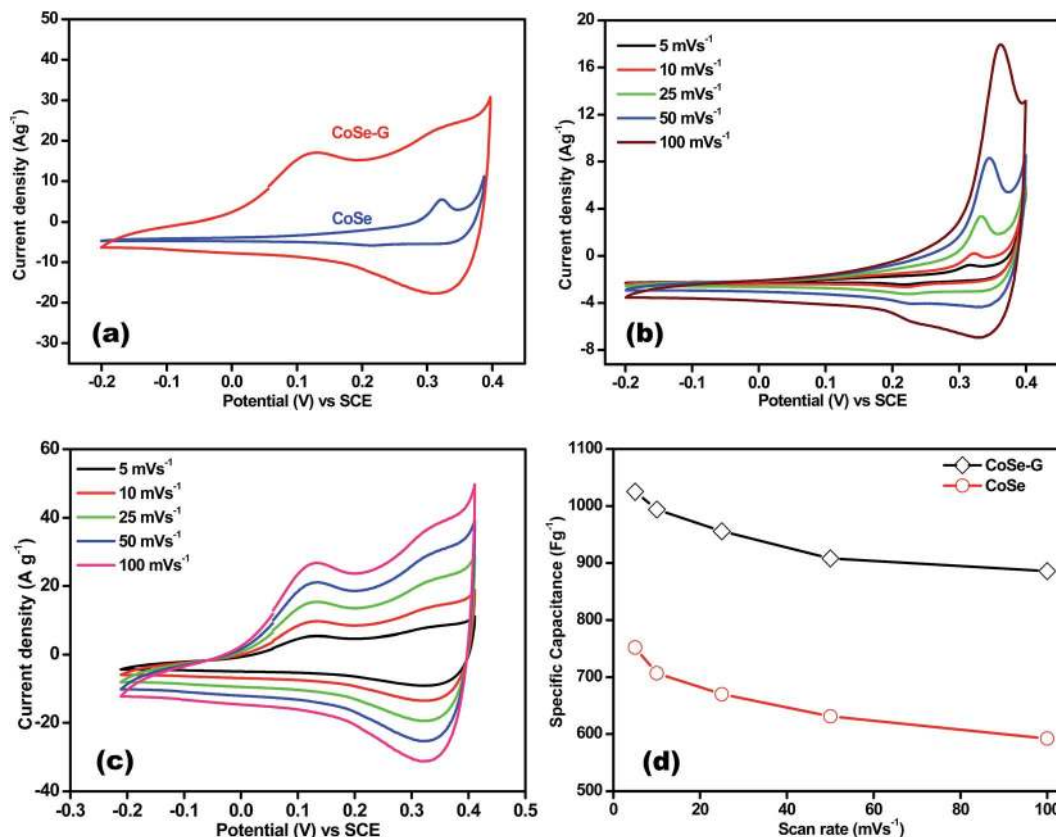 50
40
30
20
10
0
-10
-20
-30
Current density (Ag⁻¹)
CoSe-G
CoSe
(a)
-0.2 -0.1 0.0 0.1 0.2 0.3 0.4
Potential (V) vs SCE
20
16
12
8
4
0
-4
-8
Current density (Ag⁻¹)
5 mVs⁻¹
10 mVs⁻¹
25 mVs⁻¹
50 mVs⁻¹
100 mVs⁻¹
(b)
-0.2 -0.1 0.0 0.1 0.2 0.3 0.4
Potential (V) vs SCE
60
40
20
0
-20
-40
Current density (A g⁻¹)
5 mVs⁻¹
10 mVs⁻¹
25 mVs⁻¹
50 mVs⁻¹
100 mVs⁻¹
(c)
-0.3 -0.2 -0.1 0.0 0.1 0.2 0.3 0.4 0.5
Potential (V) vs SCE
1100
1000
900
800
700
600
500
Specific Capacitance (Fg⁻¹)
CoSe-G
CoSe
(d)
0 20 40 60 80 100
Scan rate (mVs⁻¹)